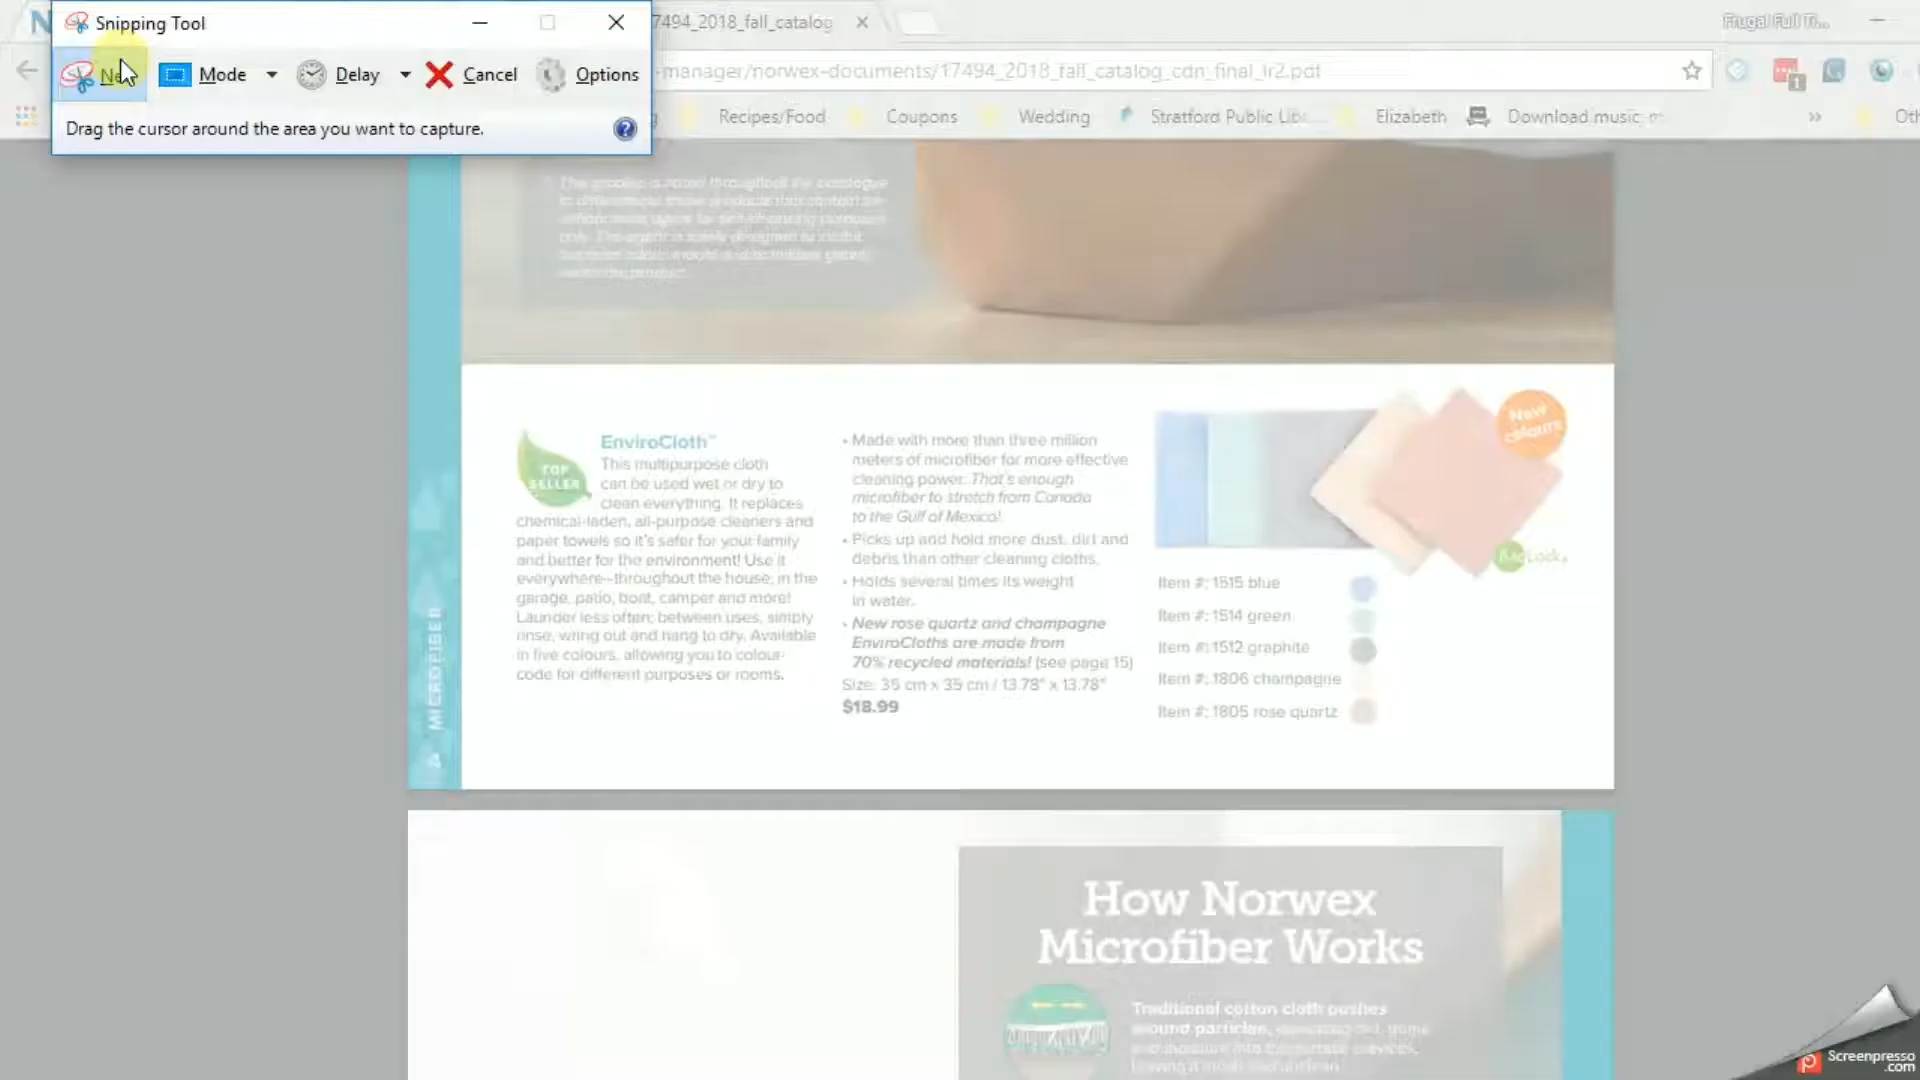 Snipping Tool
7494_2018_fall_catalog
Frugal Full Ti...
Mode
Delay
Cancel
Options
-manager/norwex-documents/17494_2018_fall_catalog_cdn_final_lr2.pdf
1
Drag the cursor around the area you want to capture.
Recipes/Food
Coupons
Wedding
Stratford Public Lib...
Elizabeth
Download music, m
»
Oth
TOP
SELLER
EnviroCloth™
This multipurpose cloth
can be used wet or dry to
clean everything. It replaces
chemical-laden, all-purpose cleaners and
paper towels so it's safer for your family
and better for the environment! Use it
everywhere–throughout the house, in the
garage, patio, boat, camper and more!
Launder less often; between uses, simply
rinse, wring out and hang to dry. Available
in five colours, allowing you to colour-
code for different purposes or rooms.
• Made with more than three million
meters of microfiber for more effective
cleaning power. That's enough
microfiber to stretch from Canada
to the Gulf of Mexico!
• Picks up and hold more dust, dirt and
debris than other cleaning cloths.
• Holds several times its weight
in water.
• New rose quartz and champagne
EnviroCloths are made from
70% recycled materials! (see page 15)
Size: 35 cm x 35 cm / 13.78" x 13.78"
$18.99
New
colours
BacLock
Item #: 1515 blue
Item #: 1514 green
Item #: 1512 graphite
Item #: 1806 champagne
Item #: 1805 rose quartz
4 MICROFIBER
How Norwex
Microfiber Works
Traditional cotton cloth pushes
around particles,
Screenpresso
.com